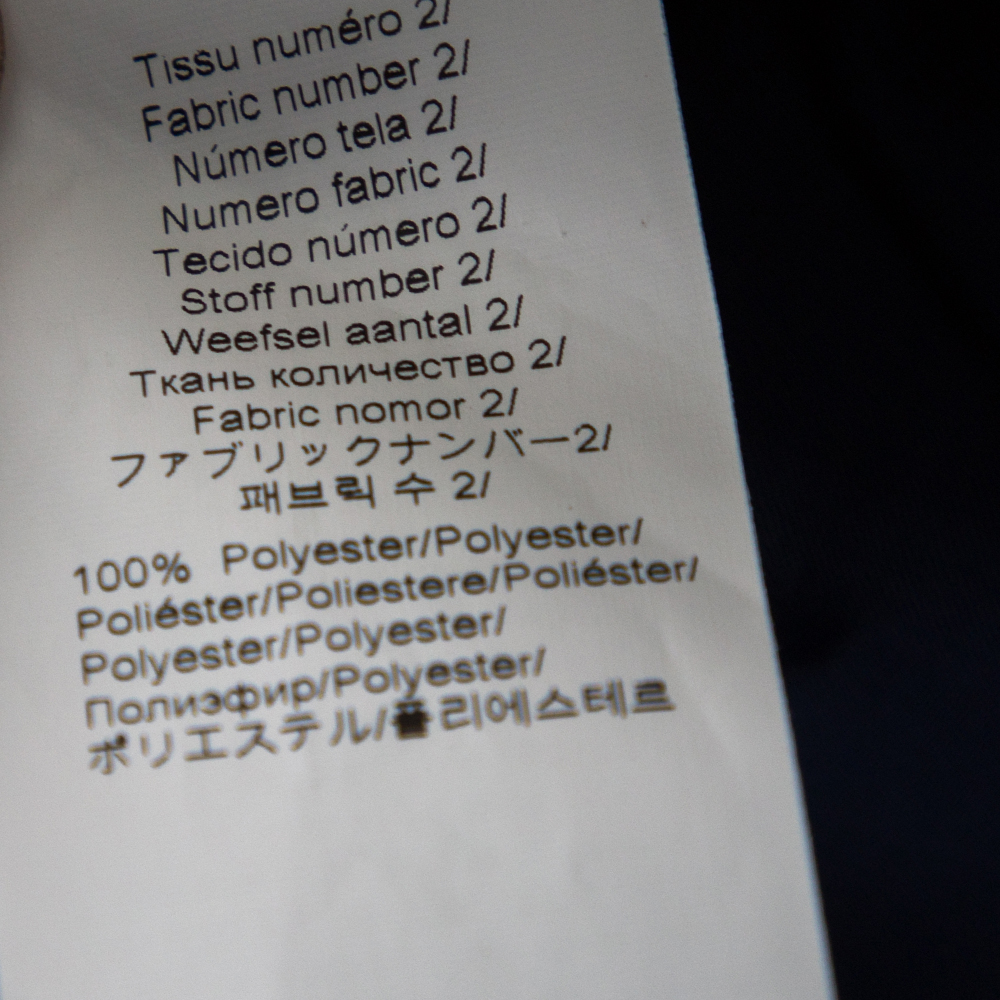 Tissu numéro 2/
Fabric number 2/
Número tela 2/
Numero fabric 2/
Tecido número 2/
Stoff number 2/
Weefsel aantal 2/
Ткань количество 2/
Fabric nomor 2/
ファブリックナンバー2/
패브릭 수 2/
100% Polyester/Polyester/
Poliéster/Poliestere/Poliéster/
Polyester/Polyester/
Полиэфир/Polyester/
ポリエステル/폴리에스테르